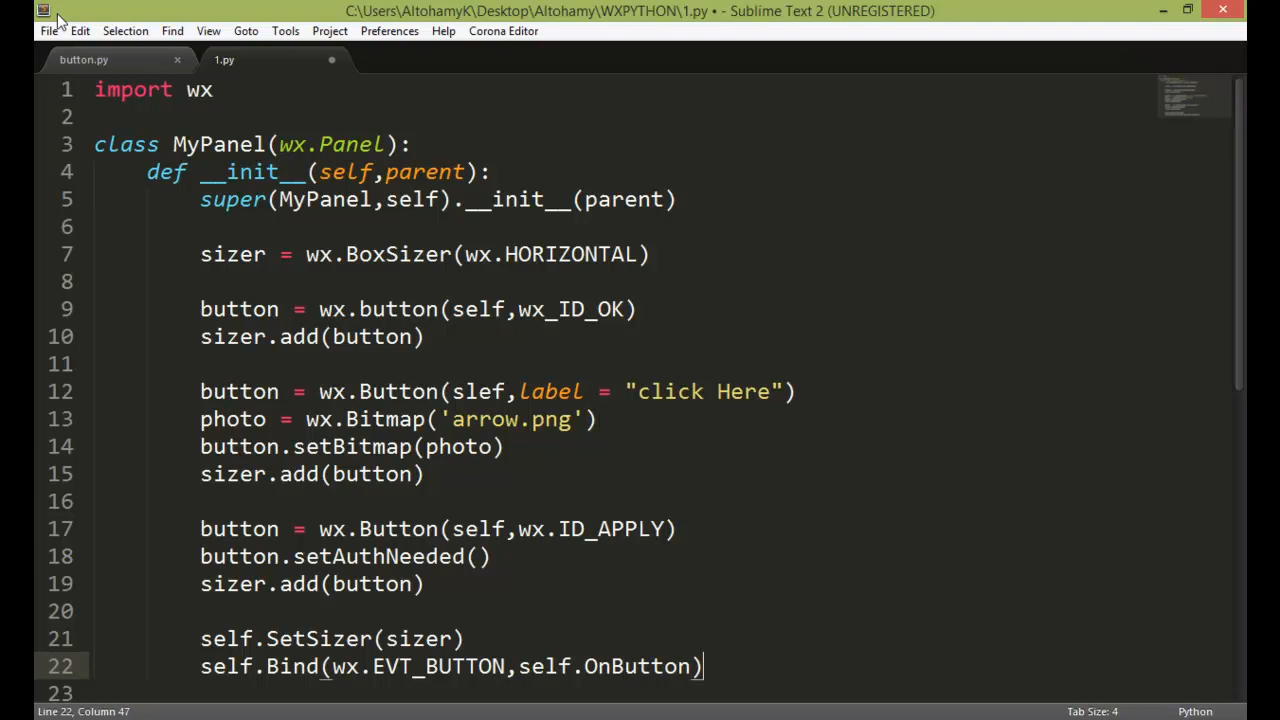 C:\Users\AltohamyK\Desktop\Altohamy\WXPYTHON\1.py • - Sublime Text 2 (UNREGISTERED)
File Edit Selection Find View Goto Tools Project Preferences Help Corona Editor
button.py × 1.py
1 import wx
2
3 class MyPanel(wx.Panel):
4 def __init__(self,parent):
5 super(MyPanel,self).__init__(parent)
6
7 sizer = wx.BoxSizer(wx.HORIZONTAL)
8
9 button = wx.button(self,wx_ID_OK)
10 sizer.add(button)
11
12 button = wx.Button(slef,label = "click Here")
13 photo = wx.Bitmap('arrow.png')
14 button.setBitmap(photo)
15 sizer.add(button)
16
17 button = wx.Button(self,wx.ID_APPLY)
18 button.setAuthNeeded()
19 sizer.add(button)
20
21 self.SetSizer(sizer)
22 self.Bind(wx.EVT_BUTTON,self.OnButton)
23
Line 22, Column 47 Tab Size: 4 Python